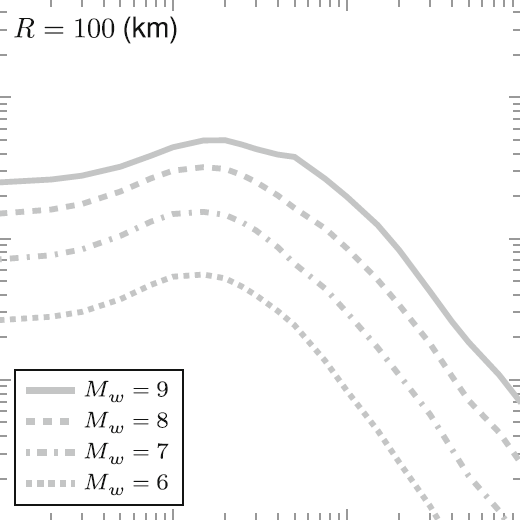 R = 100 (km)
M_w = 9
M_w = 8
M_w = 7
M_w = 6